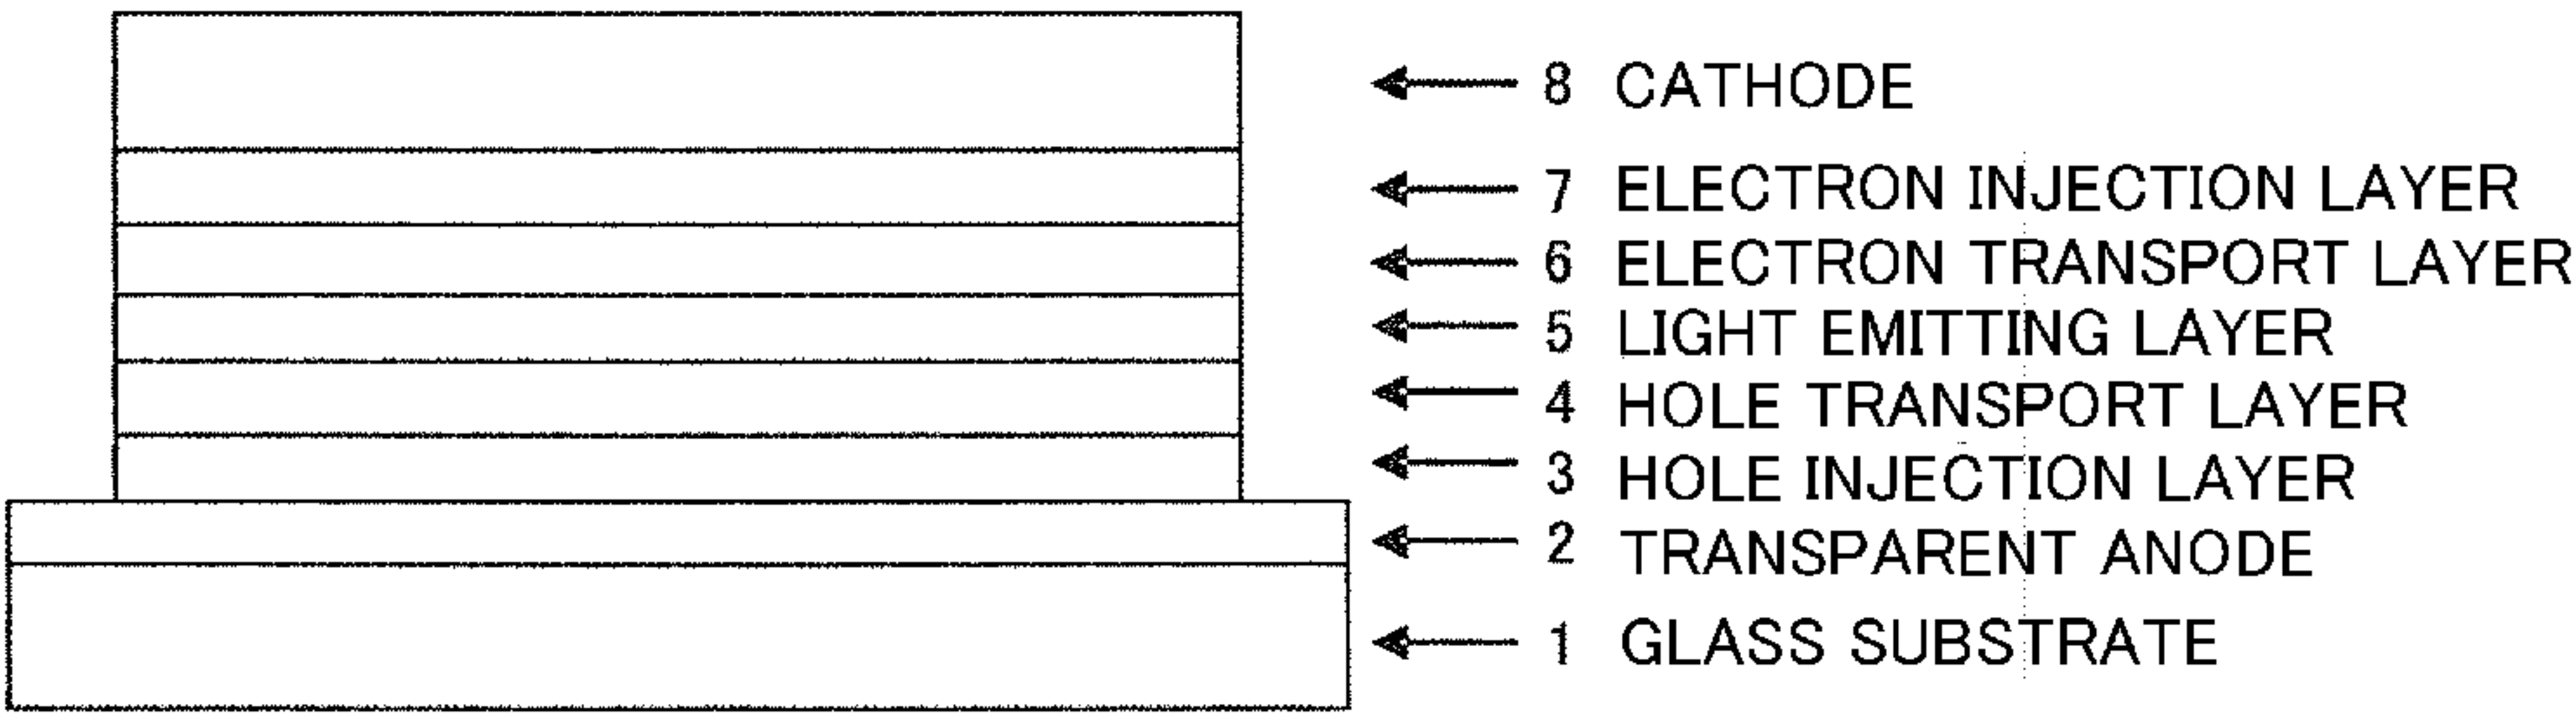 8 CATHODE
7 ELECTRON INJECTION LAYER
6 ELECTRON TRANSPORT LAYER
5 LIGHT EMITTING LAYER
4 HOLE TRANSPORT LAYER
3 HOLE INJECTION LAYER
2 TRANSPARENT ANODE
1 GLASS SUBSTRATE